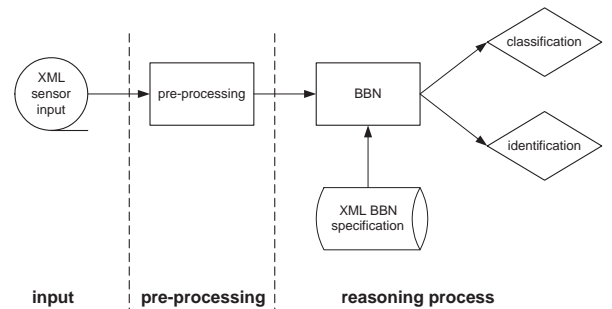 XML
sensor
input
pre-processing
BBN
classification
identification
XML BBN
specification
input
pre-processing
reasoning process